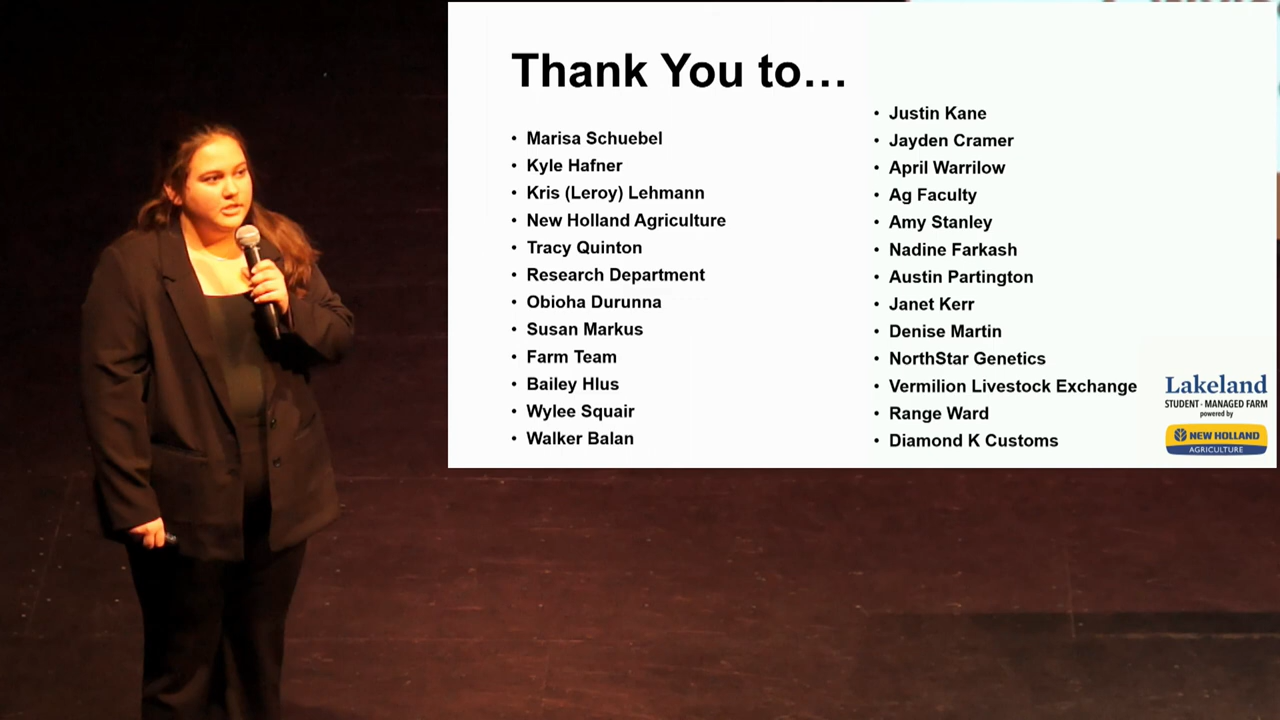 Thank You to…
• Marisa Schuebel
• Kyle Hafner
• Kris (Leroy) Lehmann
• New Holland Agriculture
• Tracy Quinton
• Research Department
• Obioha Durunna
• Susan Markus
• Farm Team
• Bailey Hlus
• Wylee Squair
• Walker Balan
• Justin Kane
• Jayden Cramer
• April Warrilow
• Ag Faculty
• Amy Stanley
• Nadine Farkash
• Austin Partington
• Janet Kerr
• Denise Martin
• NorthStar Genetics
• Vermilion Livestock Exchange
• Range Ward
• Diamond K Customs
Lakeland
STUDENT-MANAGED FARM
powered by
NEW HOLLAND
AGRICULTURE